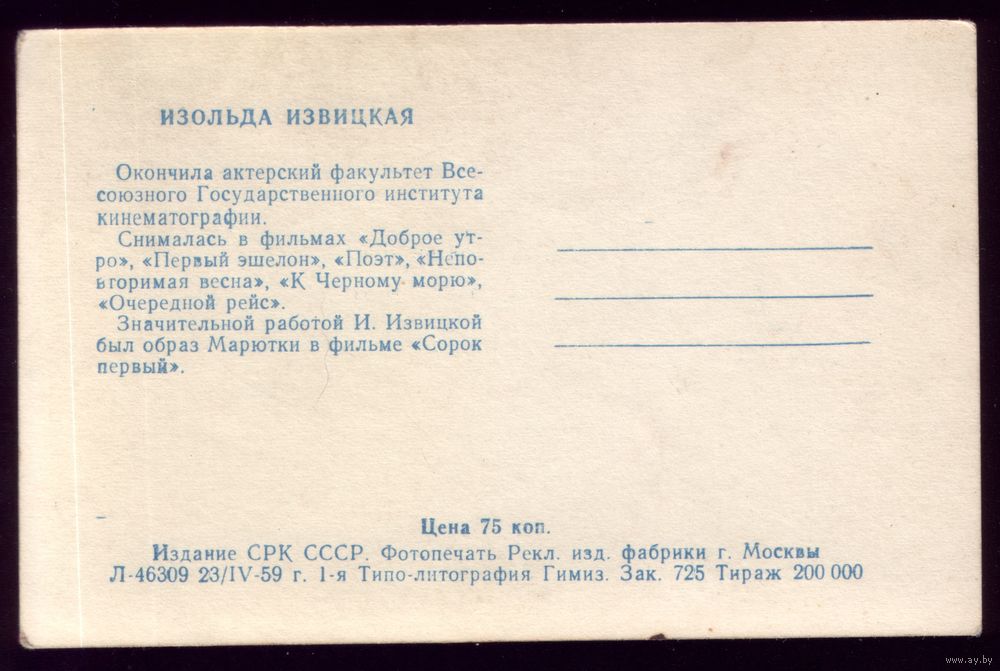 ИЗОЛЬДА ИЗВИЦКАЯ
Окончила актерский факультет Все-
союзного Государственного института
кинематографии.
Снималась в фильмах «Доброе ут-
ро», «Первый эшелон», «Поэт», «Непо-
вторимая весна», «К Черному морю»,
«Очередной рейс».
Значительной работой И. Извицкой
был образ Марютки в фильме «Сорок
первый».
Цена 75 коп.
Издание СРК СССР. Фотопечать Рекл. изд. фабрики г. Москвы
Л-46309 23/IV-59 г. 1-я Типо-литография Гимиз. Зак. 725 Тираж 200 000
www.ay.by